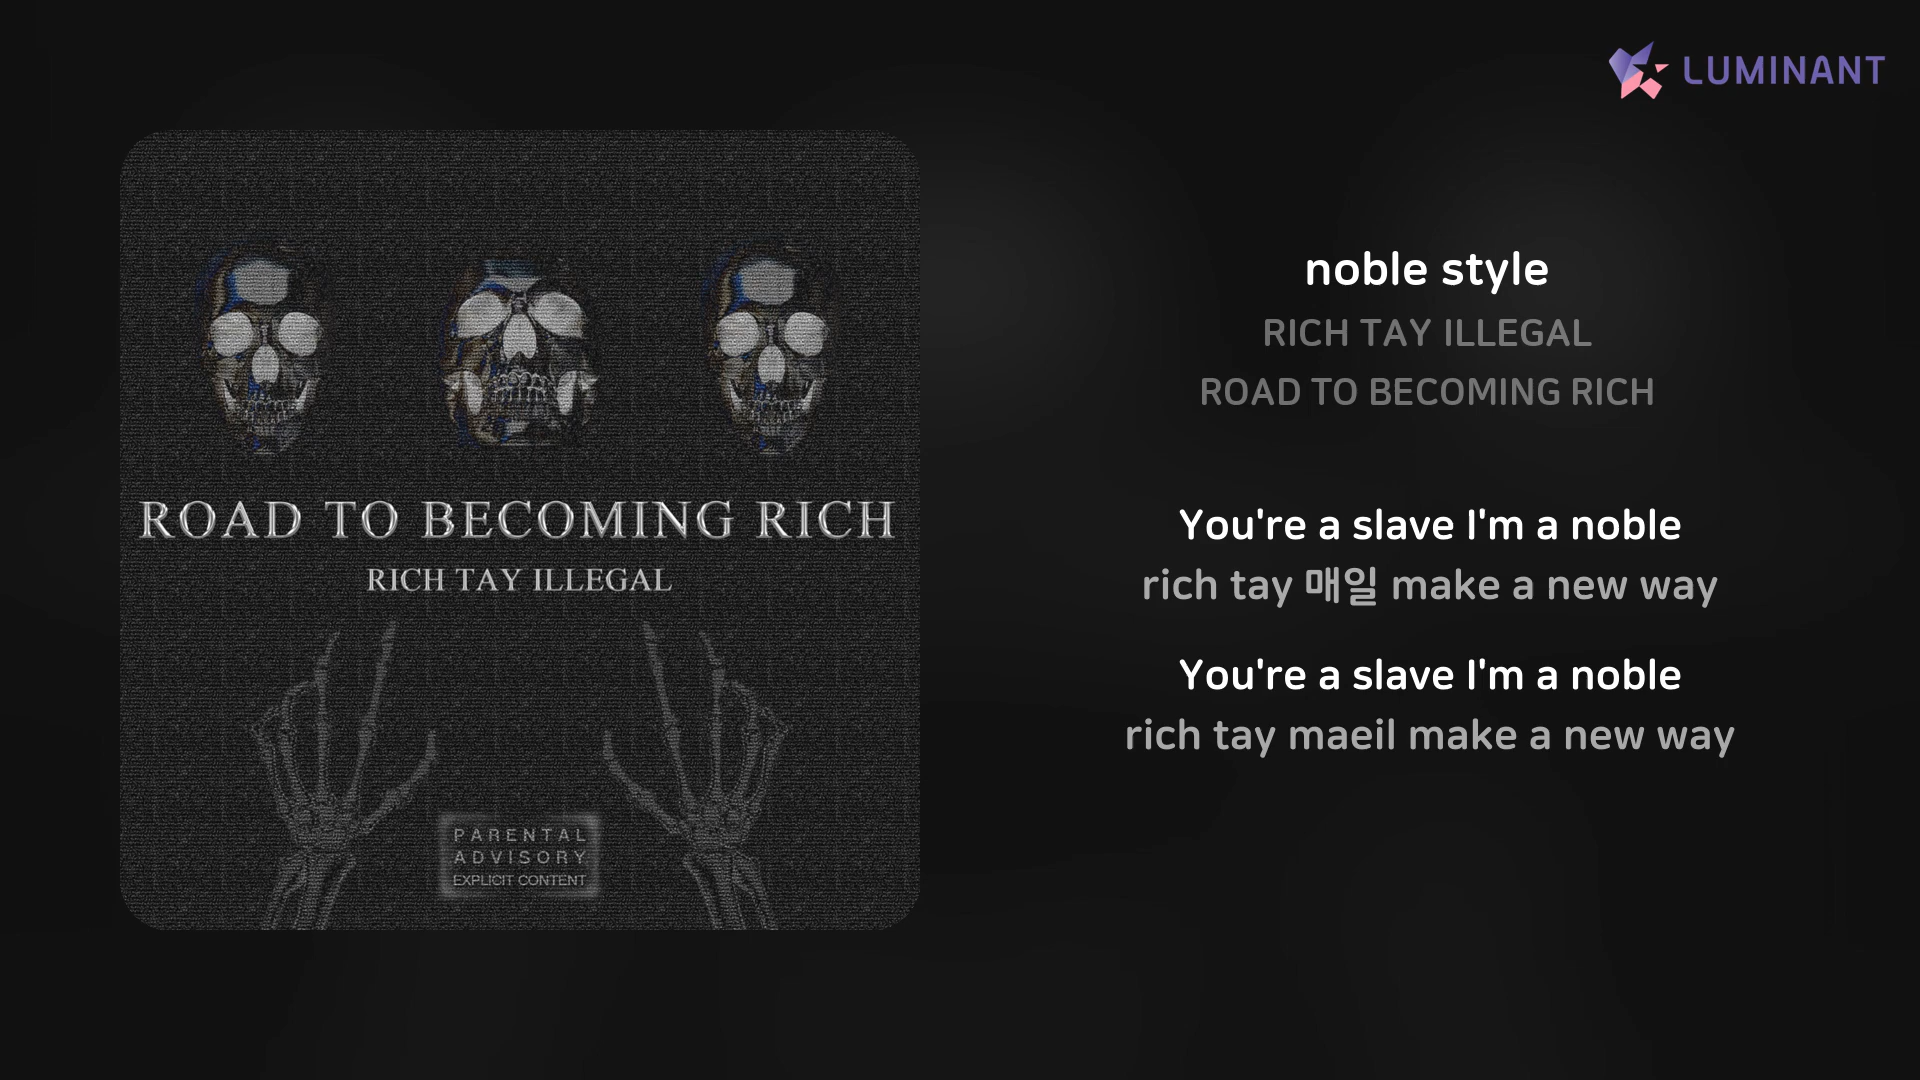 LUMINANT
ROAD TO BECOMING RICH
RICH TAY ILLEGAL
PARENTAL
ADVISORY
EXPLICIT CONTENT
noble style
RICH TAY ILLEGAL
ROAD TO BECOMING RICH
You're a slave I'm a noble
rich tay 매일 make a new way
You're a slave I'm a noble
rich tay maeil make a new way